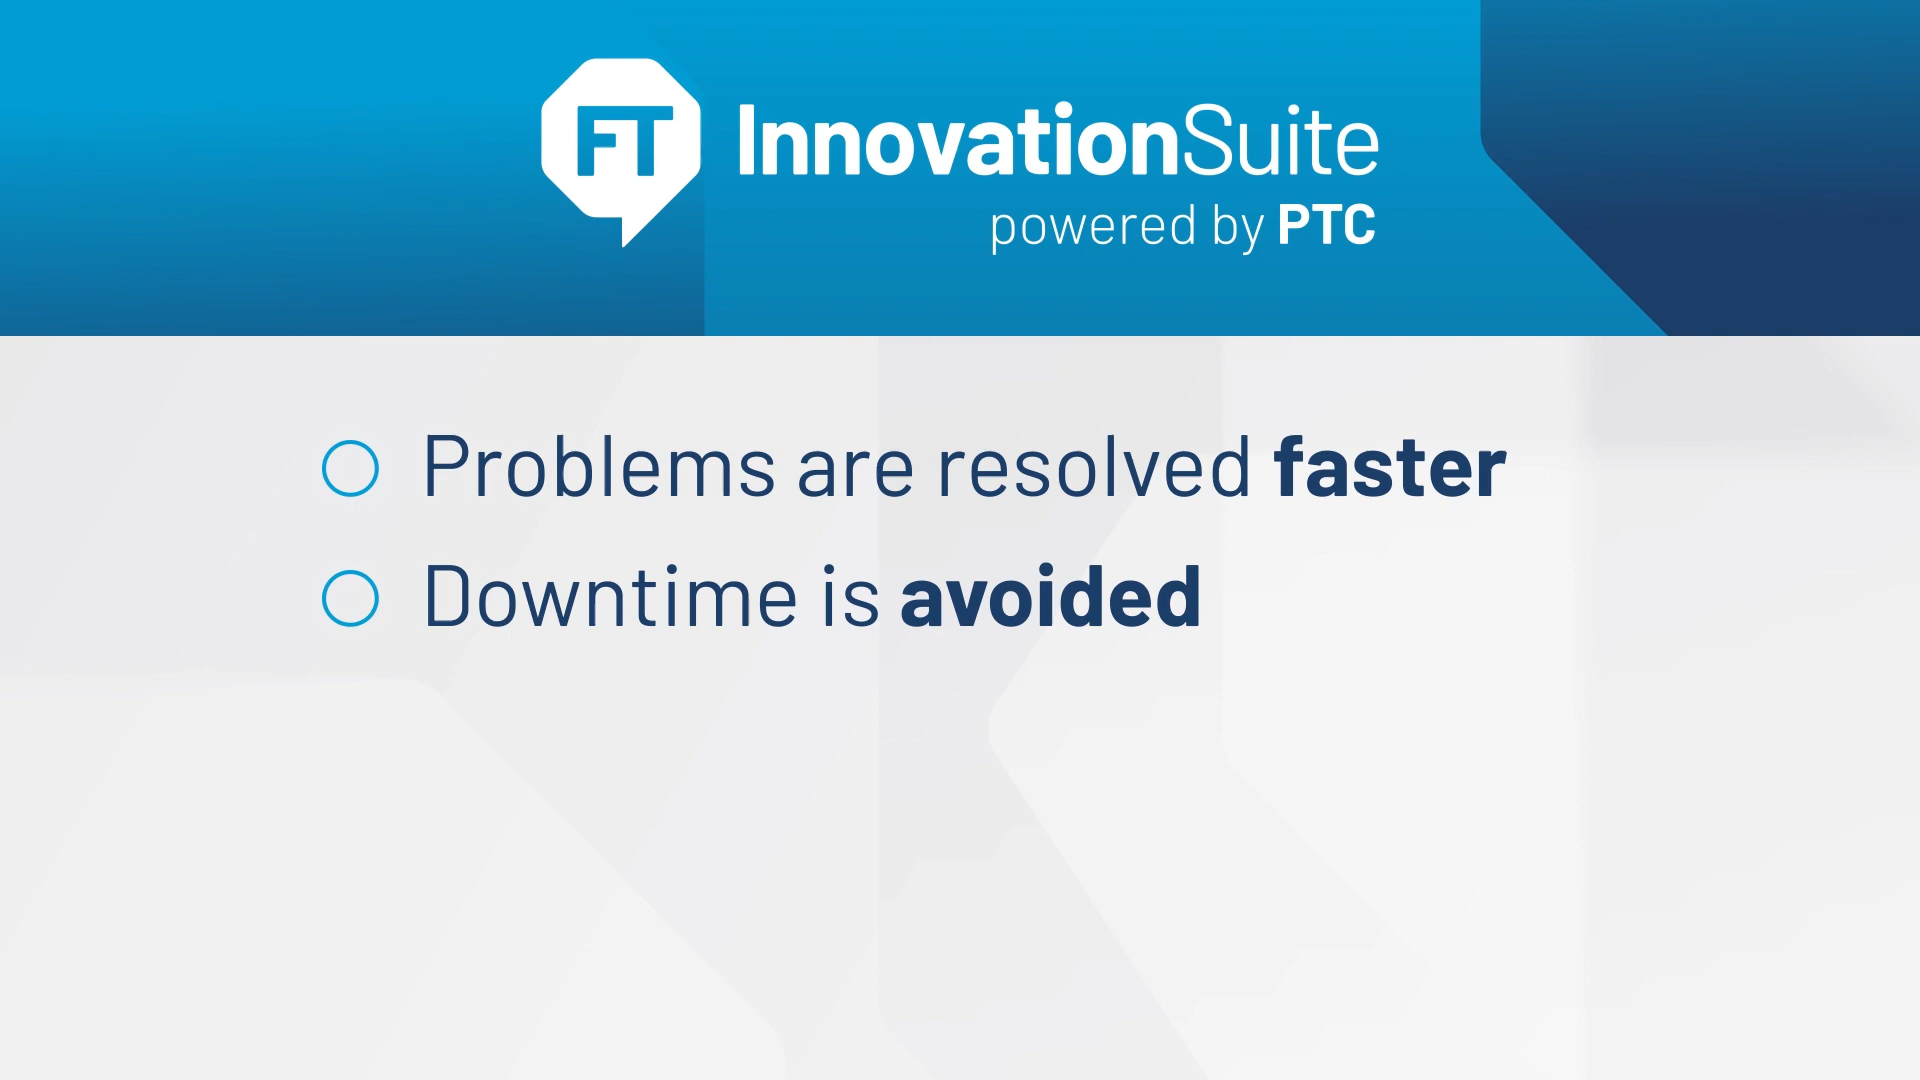 FT InnovationSuite
powered by PTC
Problems are resolved faster
Downtime is avoided